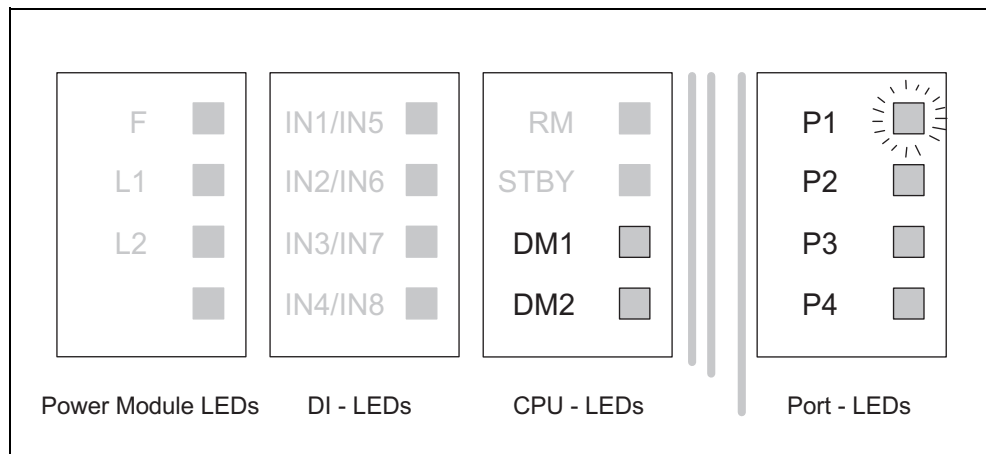 F IN1/IN5 RM P1
L1 IN2/IN6 STBY P2
L2 IN3/IN7 DM1 P3
IN4/IN8 DM2 P4
Power Module LEDs DI - LEDs CPU - LEDs Port - LEDs